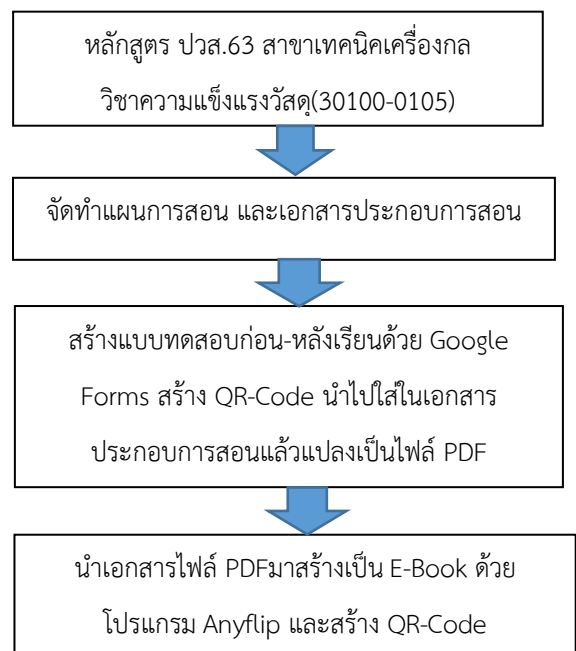 หลักสูตร ปวส.63 สาขาเทคนิคเครื่องกล
วิชาความแข็งแรงวัสดุ(30100-0105)
จัดทำแผนการสอน และเอกสารประกอบการสอน
สร้างแบบทดสอบก่อน-หลังเรียนด้วย Google
Forms สร้าง QR-Code นำไปใส่ในเอกสาร
ประกอบการสอนแล้วแปลงเป็นไฟล์ PDF
นำเอกสารไฟล์ PDFมาสร้างเป็น E-Book ด้วย
โปรแกรม Anyflip และสร้าง QR-Code